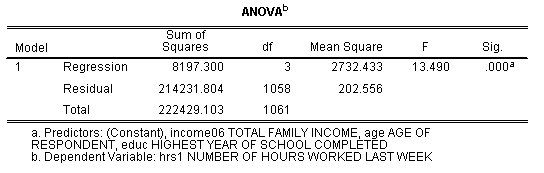 ANOVAb
Model Sum of Squares df Mean Square F Sig.
1 Regression 8197.300 3 2732.433 13.490 .000a
Residual 214231.804 1058 202.556
Total 222429.103 1061
a. Predictors: (Constant), income06 TOTAL FAMILY INCOME, age AGE OF
RESPONDENT, educ HIGHEST YEAR OF SCHOOL COMPLETED
b. Dependent Variable: hrs1 NUMBER OF HOURS WORKED LAST WEEK